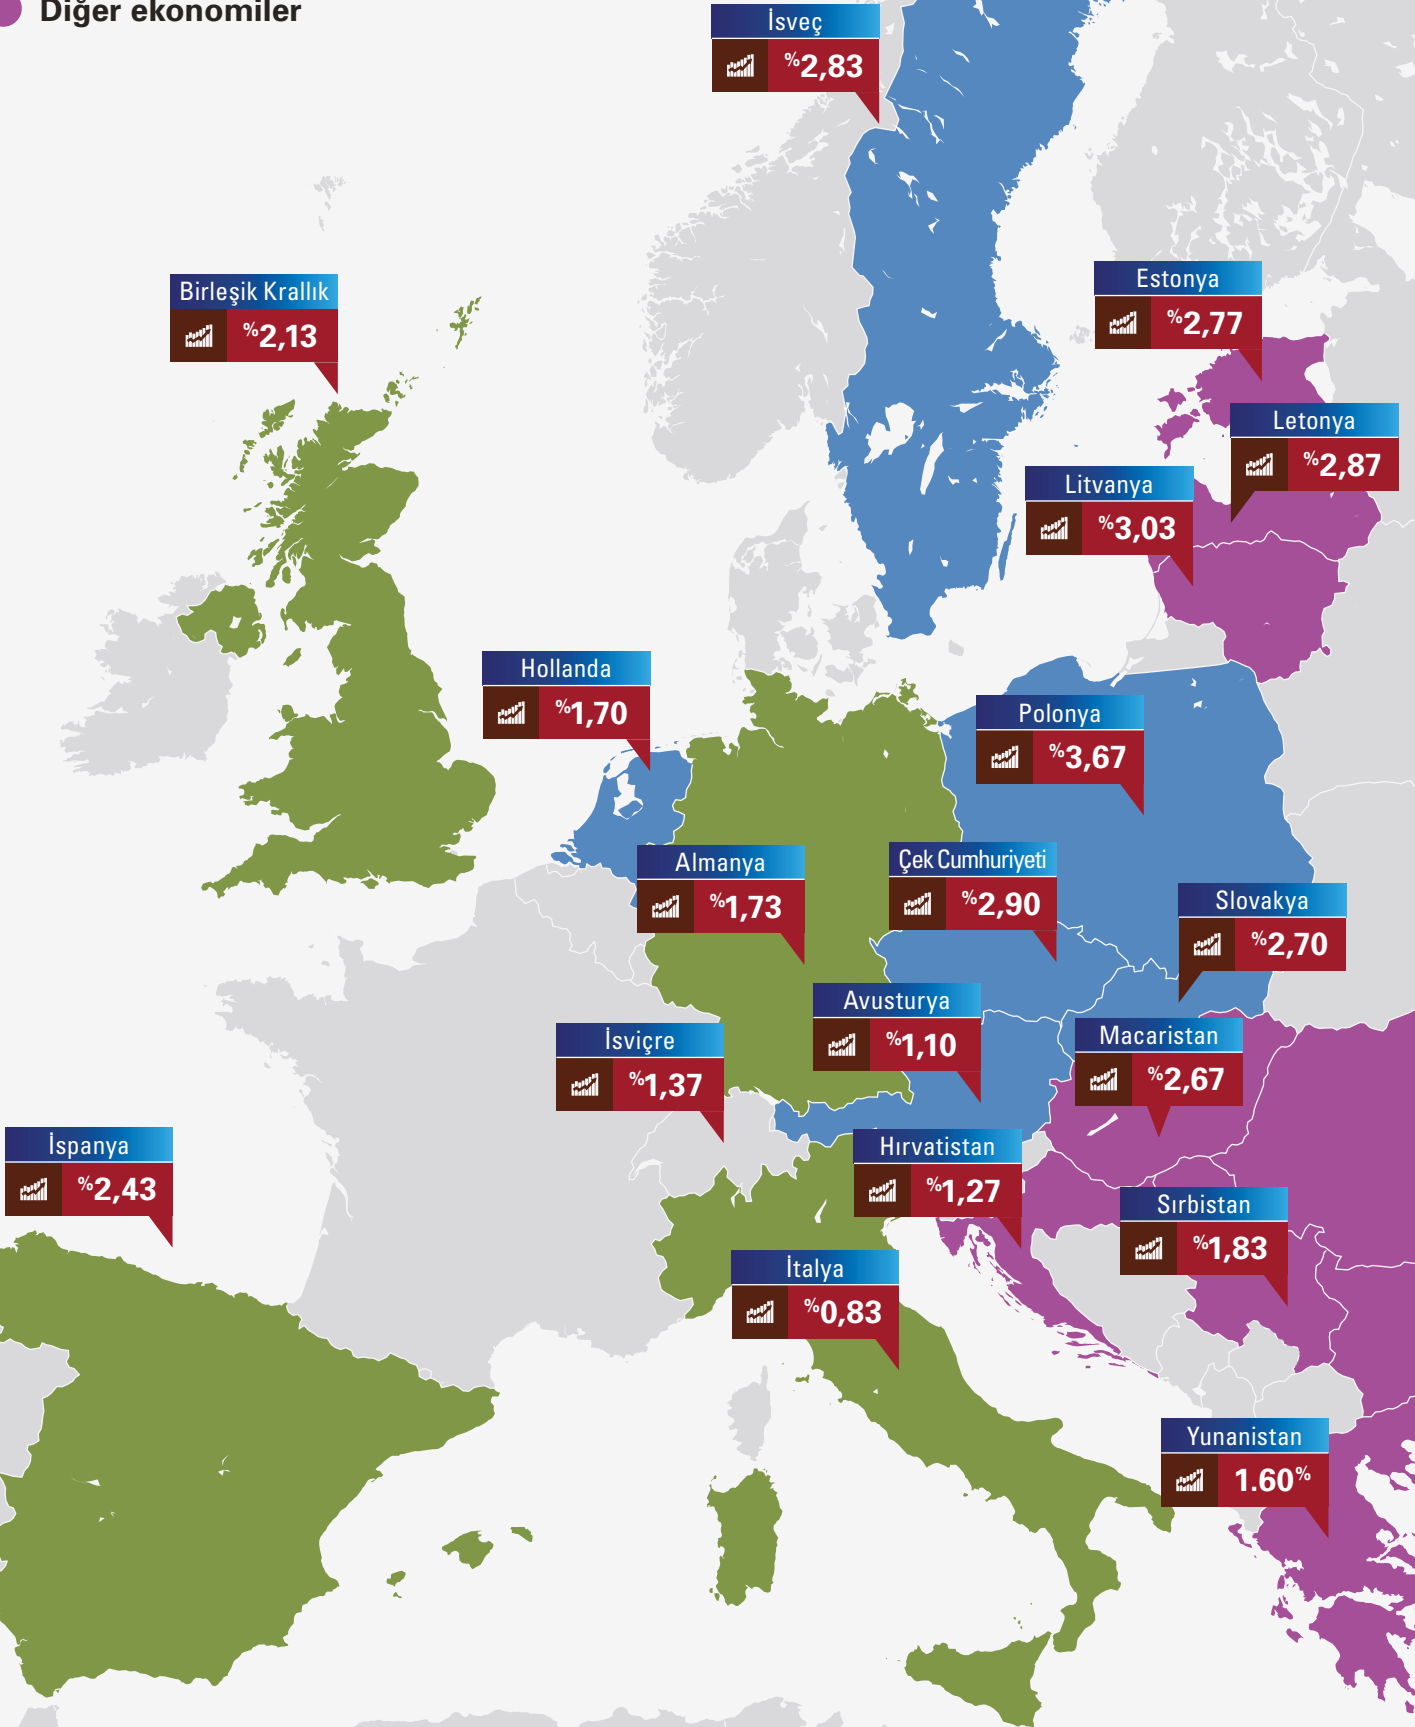 Diğer ekonomiler
İsveç
%2,83
Birleşik Krallık
%2,13
Estonya
%2,77
Letonya
%2,87
Litvanya
%3,03
Hollanda
%1,70
Polonya
%3,67
Almanya
%1,73
Çek Cumhuriyeti
%2,90
Slovakya
%2,70
Avusturya
%1,10
İsviçre
%1,37
Macaristan
%2,67
İspanya
%2,43
Hırvatistan
%1,27
Sırbistan
%1,83
İtalya
%0,83
Yunanistan
1.60%